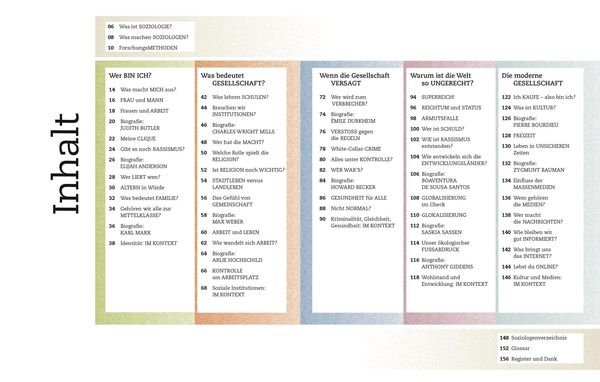 Inhalt
06 Was ist SOZIOLOGIE?
08 Was machen SOZIOLOGEN?
10 ForschungsMETHODEN
Wer BIN ICH?
14 Was macht MICH aus?
16 FRAU und MANN
18 Frauen und ARBEIT
20 Biografie:
JUDITH BUTLER
22 Meine CLIQUE
24 Gibt es noch RASSISMUS?
26 Biografie:
ELIJAH ANDERSON
28 Wer LIEBT wen?
30 ALTERN in Würde
32 Was bedeutet FAMILIE?
34 Gehören wir alle zur
MITTELKLASSE?
36 Biografie:
KARL MARX
38 Identität: IM KONTEXT
Was bedeutet
GESELLSCHAFT?
42 Was lehren SCHULEN?
44 Brauchen wir
INSTITUTIONEN?
46 Biografie:
CHARLES WRIGHT MILLS
48 Wer hat die MACHT?
50 Welche Rolle spielt die
RELIGION?
52 Ist RELIGION noch WICHTIG?
54 STADTLEBEN versus
LANDLEBEN
56 Das Gefühl von
GEMEINSCHAFT
58 Biografie:
MAX WEBER
60 ARBEIT und LEBEN
62 Wie wandelt sich ARBEIT?
64 Biografie:
ARLIE HOCHSCHILD
66 KONTROLLE
am ARBEITSPLATZ
68 Soziale Institutionen:
IM KONTEXT
Wenn die Gesellschaft
VERSAGT
72 Wer wird zum
VERBRECHER?
74 Biografie:
ÉMILE DURKHEIM
76 VERSTOSS gegen
die REGELN
78 White-Collar-CRIME
80 Alles unter KONTROLLE?
82 WER WAR'S?
84 Biografie:
HOWARD BECKER
86 GESUNDHEIT für ALLE
88 Nicht NORMAL?
90 Kriminalität, Gleichheit,
Gesundheit: IM KONTEXT
Warum ist die Welt
so UNGERECHT?
94 SUPERREICH!
96 REICHTUM und STATUS
98 ARMUTSFALLE
100 Wer ist SCHULD?
102 WIE ist RASSISMUS
entstanden?
104 Wie entwickeln sich die
ENTWICKLUNGSLÄNDER?
106 Biografie:
BOAVENTURA
DE SOUSA SANTOS
108 GLOBALISIERUNG
im Check
110 GLOKALISIERUNG
112 Biografie:
SASKIA SASSEN
114 Unser ökologischer
FUSSABDRUCK
116 Biografie:
ANTHONY GIDDENS
118 Wohlstand und
Entwicklung: IM KONTEXT
Die moderne
GESELLSCHAFT
122 Ich KAUFE – also bin ich?
124 Was ist KULTUR?
126 Biografie:
PIERRE BOURDIEU
128 FREIZEIT
130 Leben in UNSICHEREN
Zeiten
132 Biografie:
ZYGMUNT BAUMAN
134 Einfluss der
MASSENMEDIEN
136 Wem gehören
die MEDIEN?
138 Wer macht
die NACHRICHTEN?
140 Wie bleiben wir
gut INFORMIERT?
142 Was bringt uns
das INTERNET?
144 Lebst du ONLINE?
146 Kultur und Medien:
IM KONTEXT
148 Soziologenverzeichnis
152 Glossar
156 Register und Dank